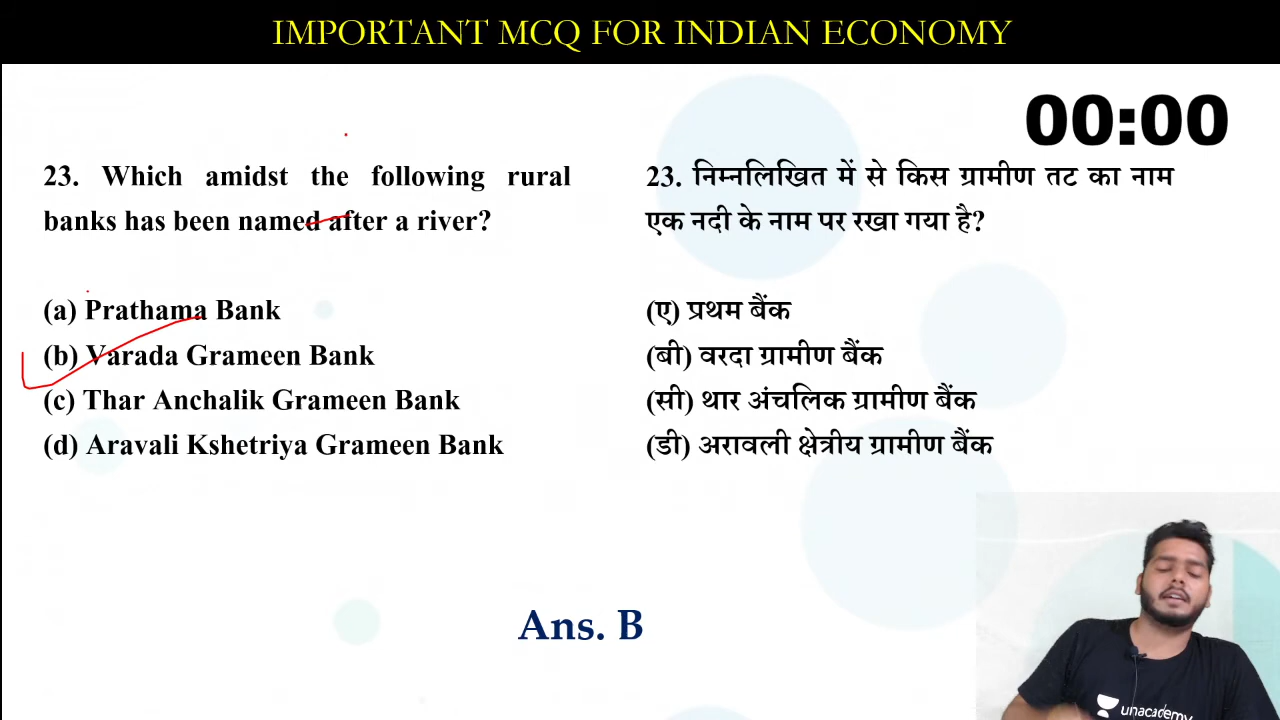 IMPORTANT MCQ FOR INDIAN ECONOMY
00:00
23. Which amidst the following rural
banks has been named after a river?
(a) Prathama Bank
(b) Varada Grameen Bank
(c) Thar Anchalik Grameen Bank
(d) Aravali Kshetriya Grameen Bank
23. निम्नलिखित में से किस ग्रामीण तट का नाम
एक नदी के नाम पर रखा गया है?
(ए) प्रथम बैंक
(बी) वरदा ग्रामीण बैंक
(सी) थार अंचलिक ग्रामीण बैंक
(डी) अरावली क्षेत्रीय ग्रामीण बैंक
Ans. B
unacademy